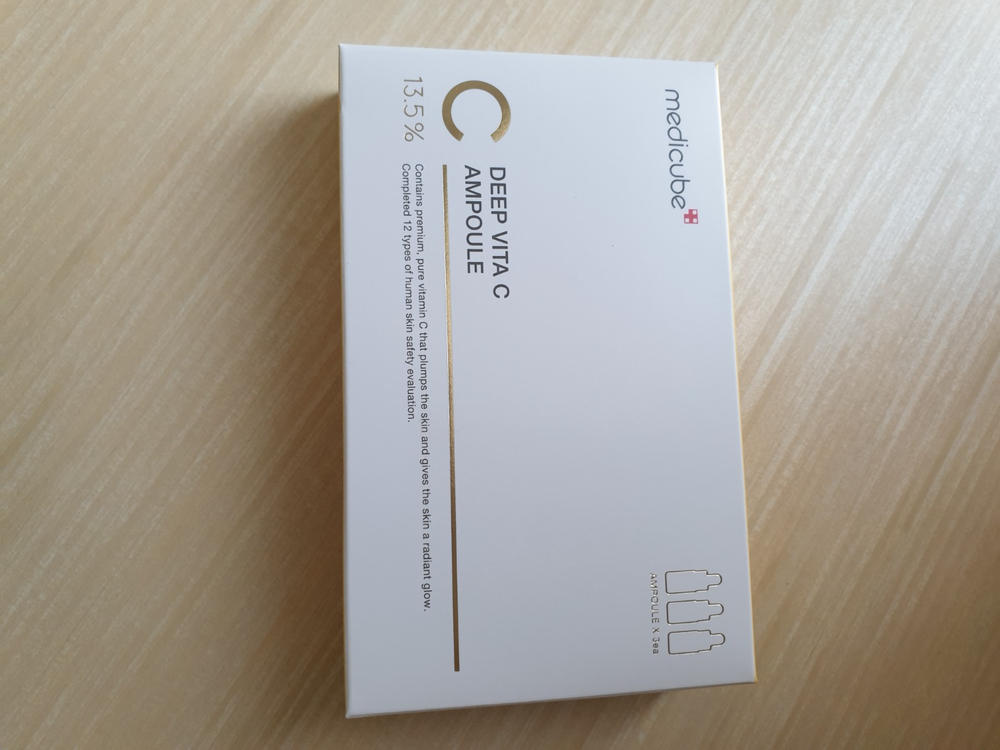 medicube
AMPOULE X 3ea
C
13.5%
DEEP VITA C
AMPOULE
Contains premium, pure vitamin C that plumps the skin and gives the skin a radiant glow.
Completed 12 types of human skin safety evaluation.